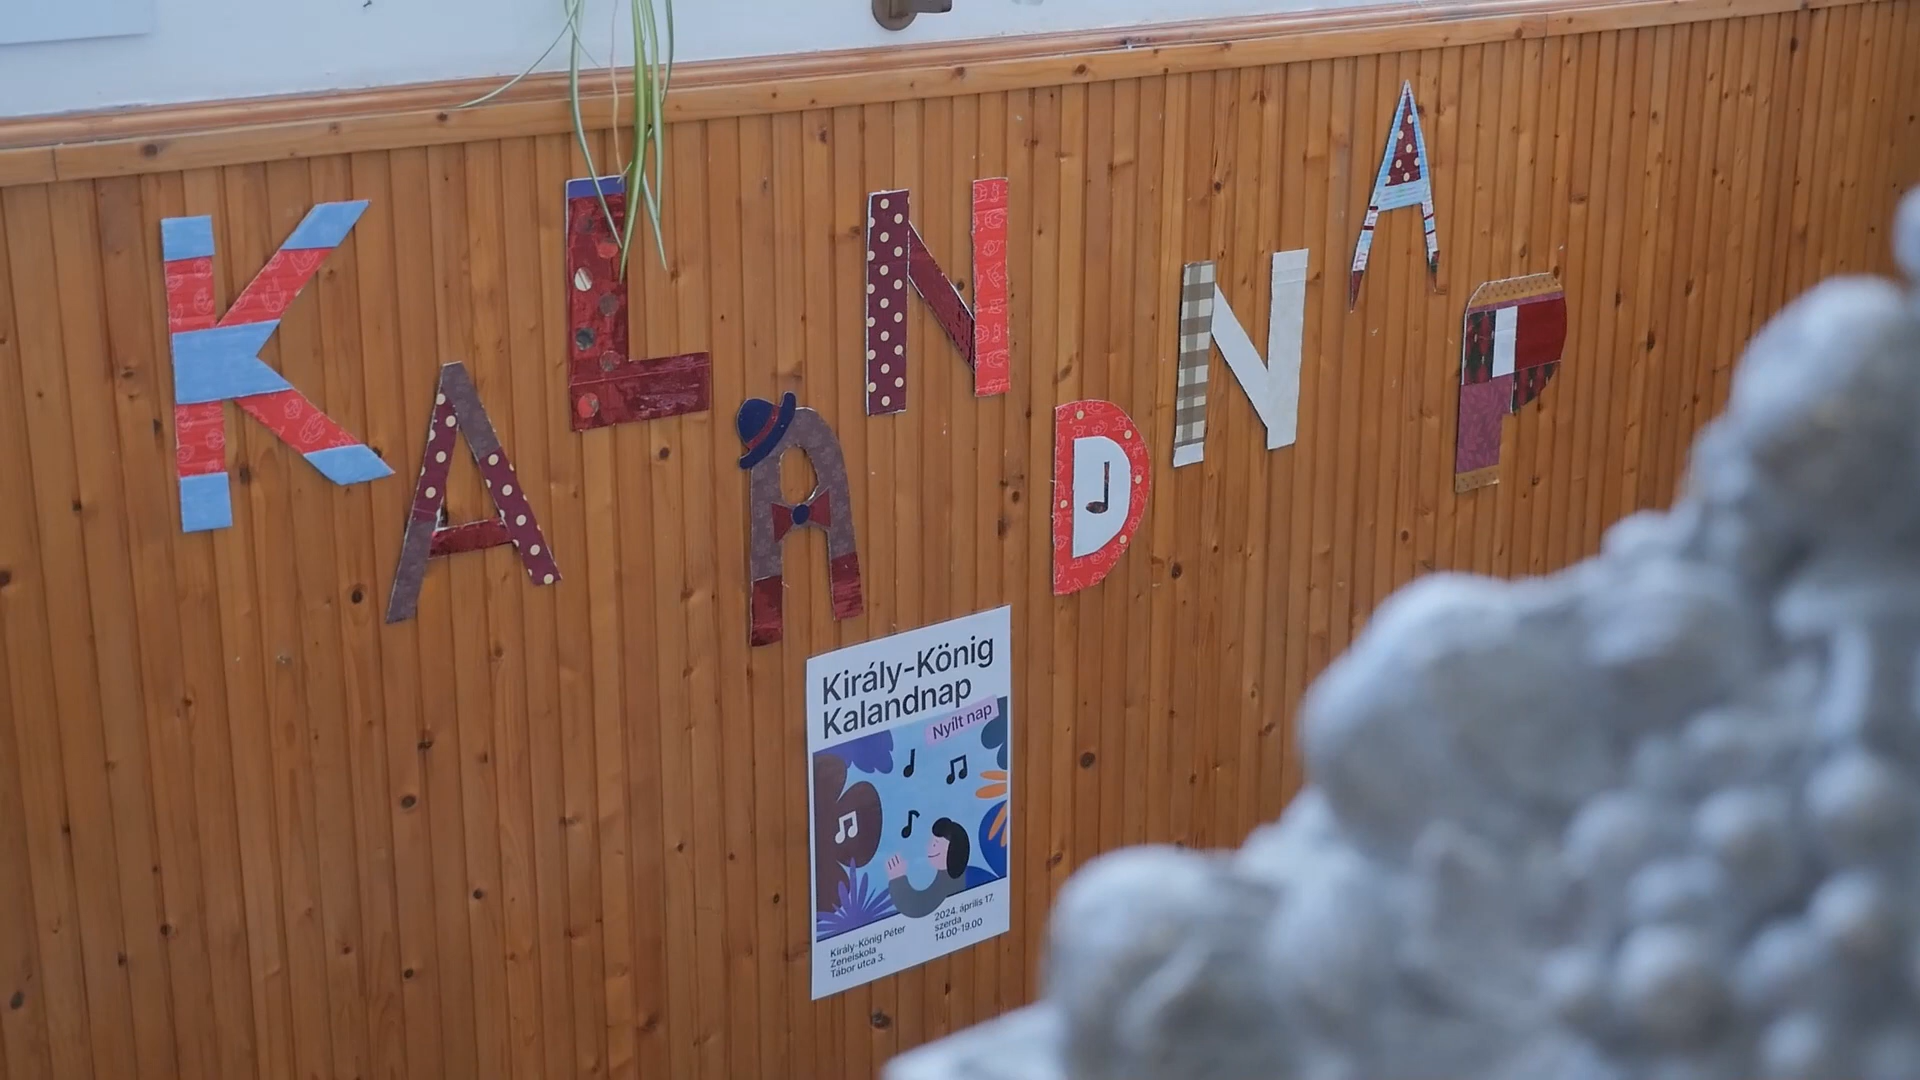 KALANDNAP
Király-König
Kalandnap
Nyílt nap
Király-König Péter
Zeneiskola
Tábor utca 3.
2024. április 17.
szerda
14.00-19.00